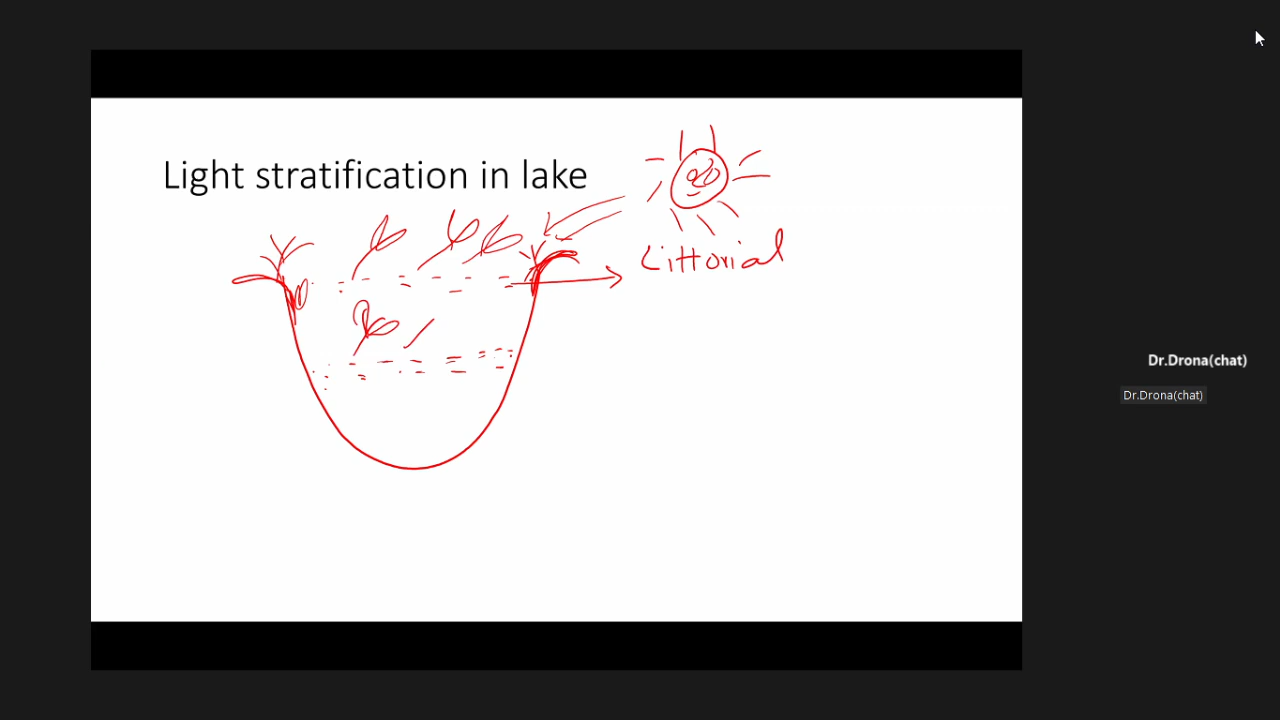 Light stratification in lake
Littorial
Dr.Drona(chat)
Dr.Drona(chat)